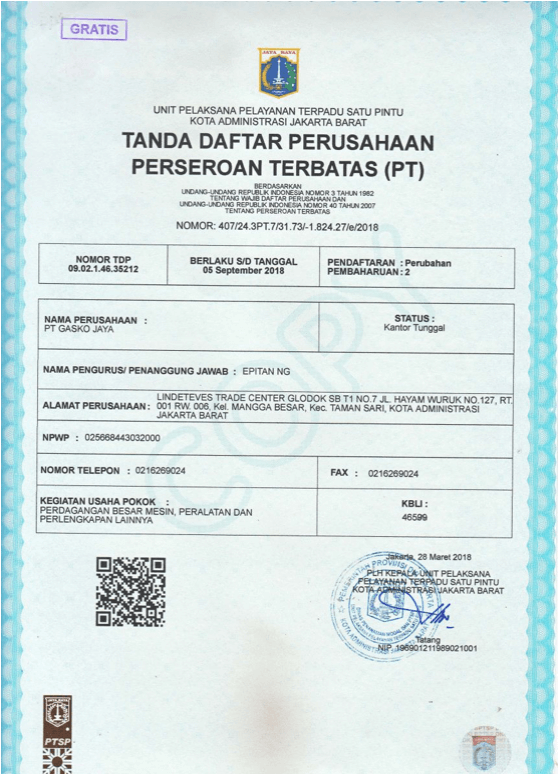 GRATIS
JAYA RAYA
UNIT PELAKSANA PELAYANAN TERPADU SATU PINTU
KOTA ADMINISTRASI JAKARTA BARAT
TANDA DAFTAR PERUSAHAAN
PERSEROAN TERBATAS (PT)
BERDASARKAN
UNDANG-UNDANG REPUBLIK INDONESIA NOMOR 3 TAHUN 1982
TENTANG WAJIB DAFTAR PERUSAHAAN DAN
UNDANG-UNDANG REPUBLIK INDONESIA NOMOR 40 TAHUN 2007
TENTANG PERSEROAN TERBATAS
NOMOR: 407/24.3PT.7/31.73/-1.824.27/e/2018
NOMOR TDP
09.02.1.46.35212
BERLAKU S/D TANGGAL
05 September 2018
PENDAFTARAN : Perubahan
PEMBAHARUAN : 2
NAMA PERUSAHAAN :
PT GASKO JAYA
STATUS :
Kantor Tunggal
NAMA PENGURUS/ PENANGGUNG JAWAB : EPITAN NG
ALAMAT PERUSAHAAN : LINDETEVES TRADE CENTER GLODOK SB T1 NO.7 JL. HAYAM WURUK NO.127, RT.
001 RW. 006, Kel. MANGGA BESAR, Kec. TAMAN SARI, KOTA ADMINISTRASI
JAKARTA BARAT
NPWP : 025668443032000
NOMOR TELEPON : 0216269024
FAX : 0216269024
KEGIATAN USAHA POKOK :
PERDAGANGAN BESAR MESIN, PERALATAN DAN
PERLENGKAPAN LAINNYA
KBLI :
46599
COPY
Jakarta, 28 Maret 2018
PLH KEPALA UNIT PELAKSANA
PELAYANAN TERPADU SATU PINTU
KOTA ADMINISTRASI JAKARTA BARAT
Tatang
NIP. 196901211989021001
PTSP